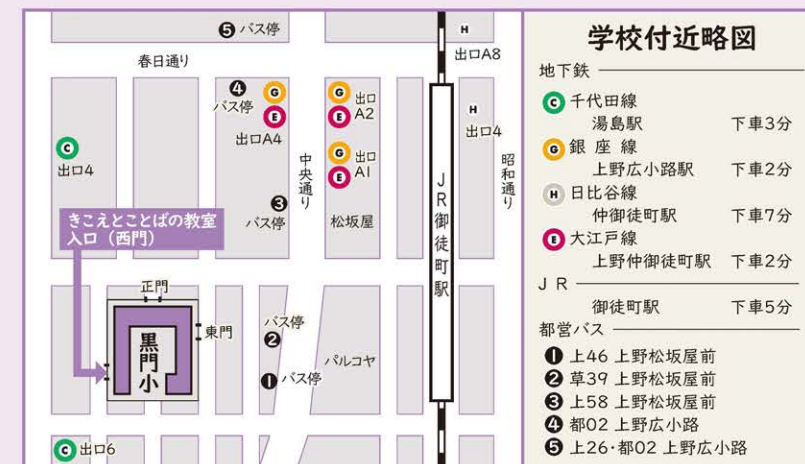 ❺ バス停
H
出口A8
春日通り
❹
バス停
G
E
出口A4
G
E
出口
A2
G
E
出口
A1
H
出口4
C
出口4
中央通り
昭和通り
❸
バス停
松坂屋
JR御徒町駅
きこえとことばの教室
入口（西門）
正門
東門
黒門小
バス停
❷
❶ バス停
パルコヤ
C 出口6
学校付近略図
地下鉄
C 千代田線
湯島駅 下車3分
G 銀座線
上野広小路駅 下車2分
H 日比谷線
仲御徒町駅 下車7分
E 大江戸線
上野仲御徒町駅 下車2分
JR
御徒町駅 下車5分
都営バス
❶ 上46 上野松坂屋前
❷ 草39 上野松坂屋前
❸ 上58 上野松坂屋前
❹ 都02 上野広小路
❺ 上26・都02 上野広小路